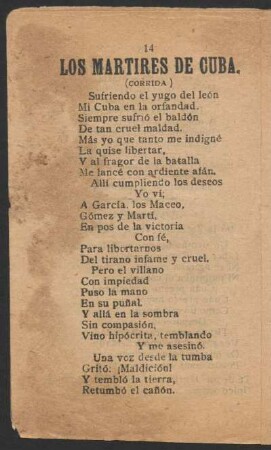 14
LOS MARTIRES DE CUBA.
(CORRIDA)
Sufriendo el yugo del león
Mi Cuba en la orfandad.
Siempre sufrió el baldón
De tan cruel maldad.
Más yo que tanto me indigné
La quise libertar,
Y al fragor de la batalla
Me lancé con ardiente afán.
Allí cumpliendo los deseos
Yo ví;
A García, los Maceo,
Gómez y Martí,
En pos de la victoria
Con fé,
Para libertarnos
Del tirano infame y cruel.
Pero el villano
Con impiedad
Puso la mano
En su puñal.
Y allá en la sombra
Sin compasión,
Vino hipócrita, temblando
Y me asesinó.
Una voz desde la tumba
Gritó: ¡Maldición!
Y tembló la tierra,
Retumbó el cañón.